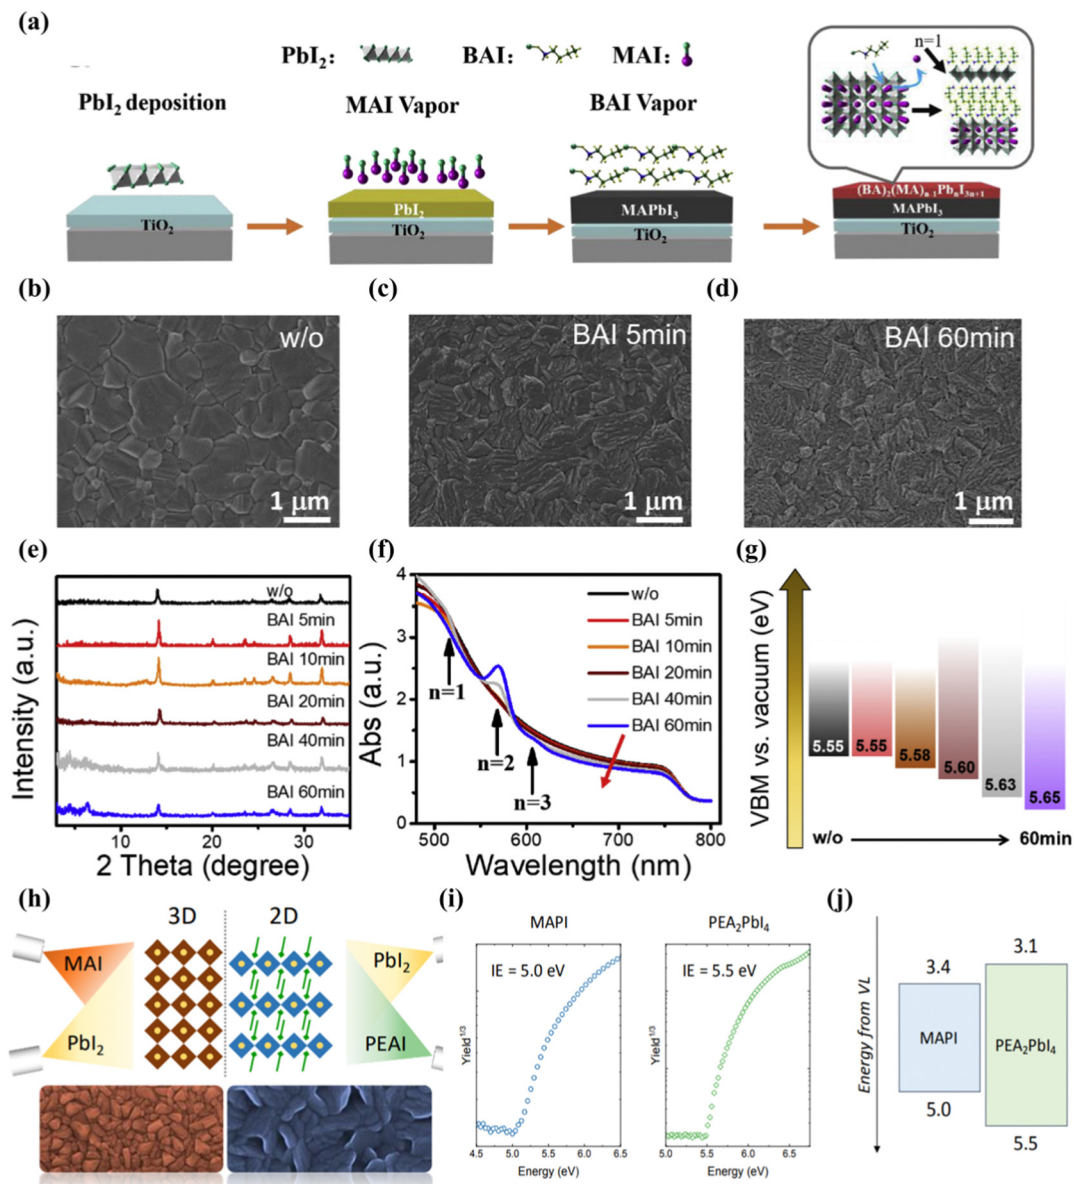 (a)
PbI2:
BAI:
MAI:
n=1
PbI2 deposition
MAI Vapor
BAI Vapor
TiO2
PbI2
TiO2
MAPbI3
TiO2
(BA)2(MA)n-1PbnI3n+1
MAPbI3
TiO2
(b)
(c)
(d)
w/o
BAI 5min
BAI 60min
1 μm
1 μm
1 μm
(e)
(f)
(g)
w/o
BAI 5min
BAI 10min
BAI 20min
BAI 40min
BAI 60min
Intensity (a.u.)
10
20
30
2 Theta (degree)
4
3
2
1
0
Abs (a.u.)
w/o
BAI 5min
BAI 10min
BAI 20min
BAI 40min
BAI 60min
n=1
n=2
n=3
500
600
700
800
Wavelength (nm)
VBM vs. vacuum (eV)
5.55
5.55
5.58
5.60
5.63
5.65
w/o
60min
(h)
(i)
(j)
3D
2D
MAI
PbI2
PbI2
PEAI
MAPI
IE = 5.0 eV
Yield1/3
4.5
5.0
5.5
6.0
6.5
Energy (eV)
PEA2PbI4
IE = 5.5 eV
Yield1/3
5.0
5.5
6.0
6.5
Energy (eV)
Energy from VL
3.4
MAPI
5.0
3.1
PEA2PbI4
5.5